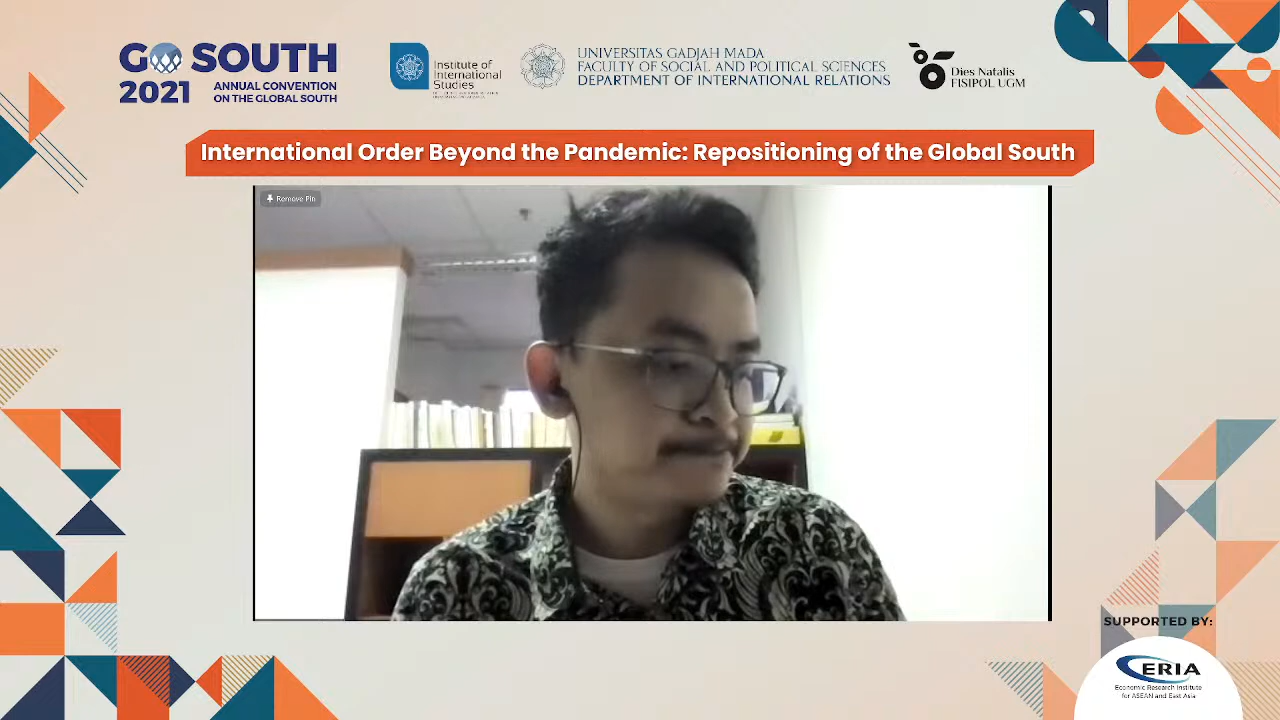 GO SOUTH
2021 ANNUAL CONVENTION
ON THE GLOBAL SOUTH
Institute of
International
Studies
UNIVERSITAS GADJAH MADA
FACULTY OF SOCIAL AND POLITICAL SCIENCES
DEPARTMENT OF INTERNATIONAL RELATIONS
Dies Natalis
FISIPOL UGM
International Order Beyond the Pandemic: Repositioning of the Global South
Remove Pin
SUPPORTED BY:
ERIA
Economic Research Institute
for ASEAN and East Asia